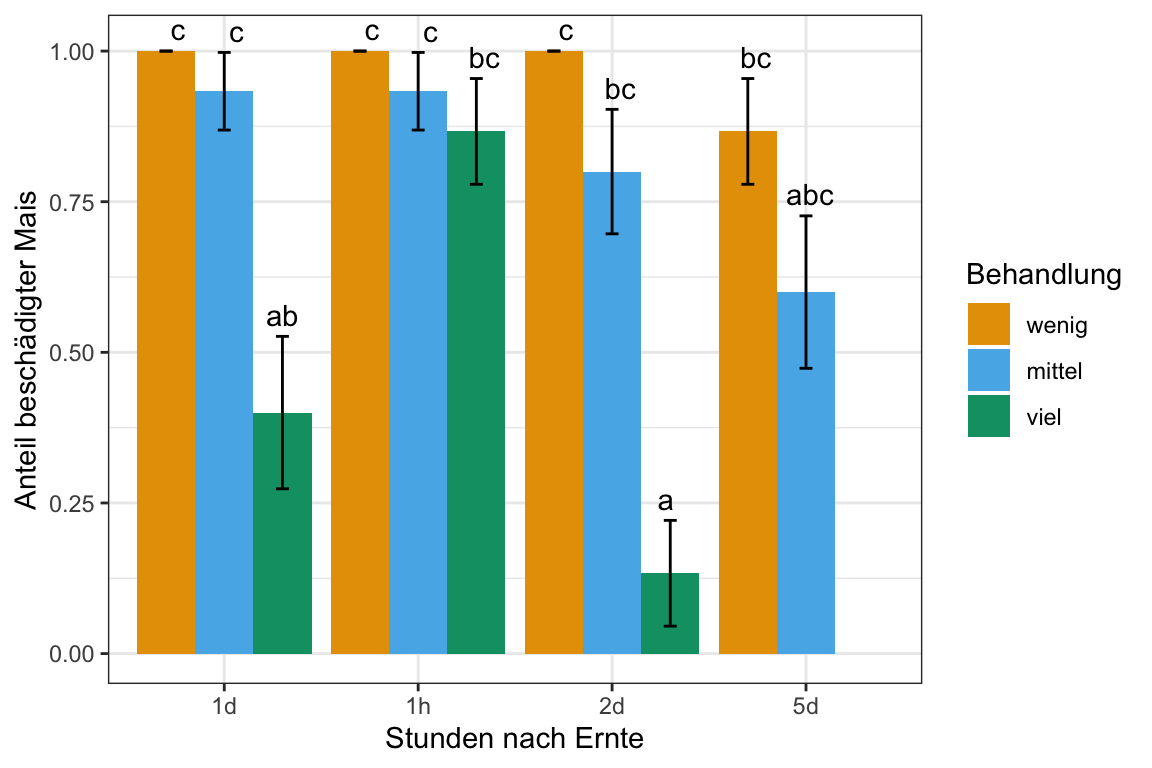 c c c c c
bc bc
bc
abc
ab
a
1.00
0.75
0.50
0.25
0.00
Anteil beschädigter Mais
1d 1h 2d 5d
Stunden nach Ernte
Behandlung
wenig
mittel
viel